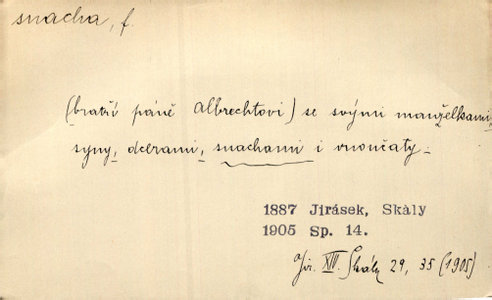 snacha, f.
(bratří páně Albrechtovi) se svými manželkami,
syny, dcerami, snachami i vnoučaty.
1887 Jirásek, Skály
1905 Sp. 14.
Jir. XIV. Skály 29, 35 (1905)